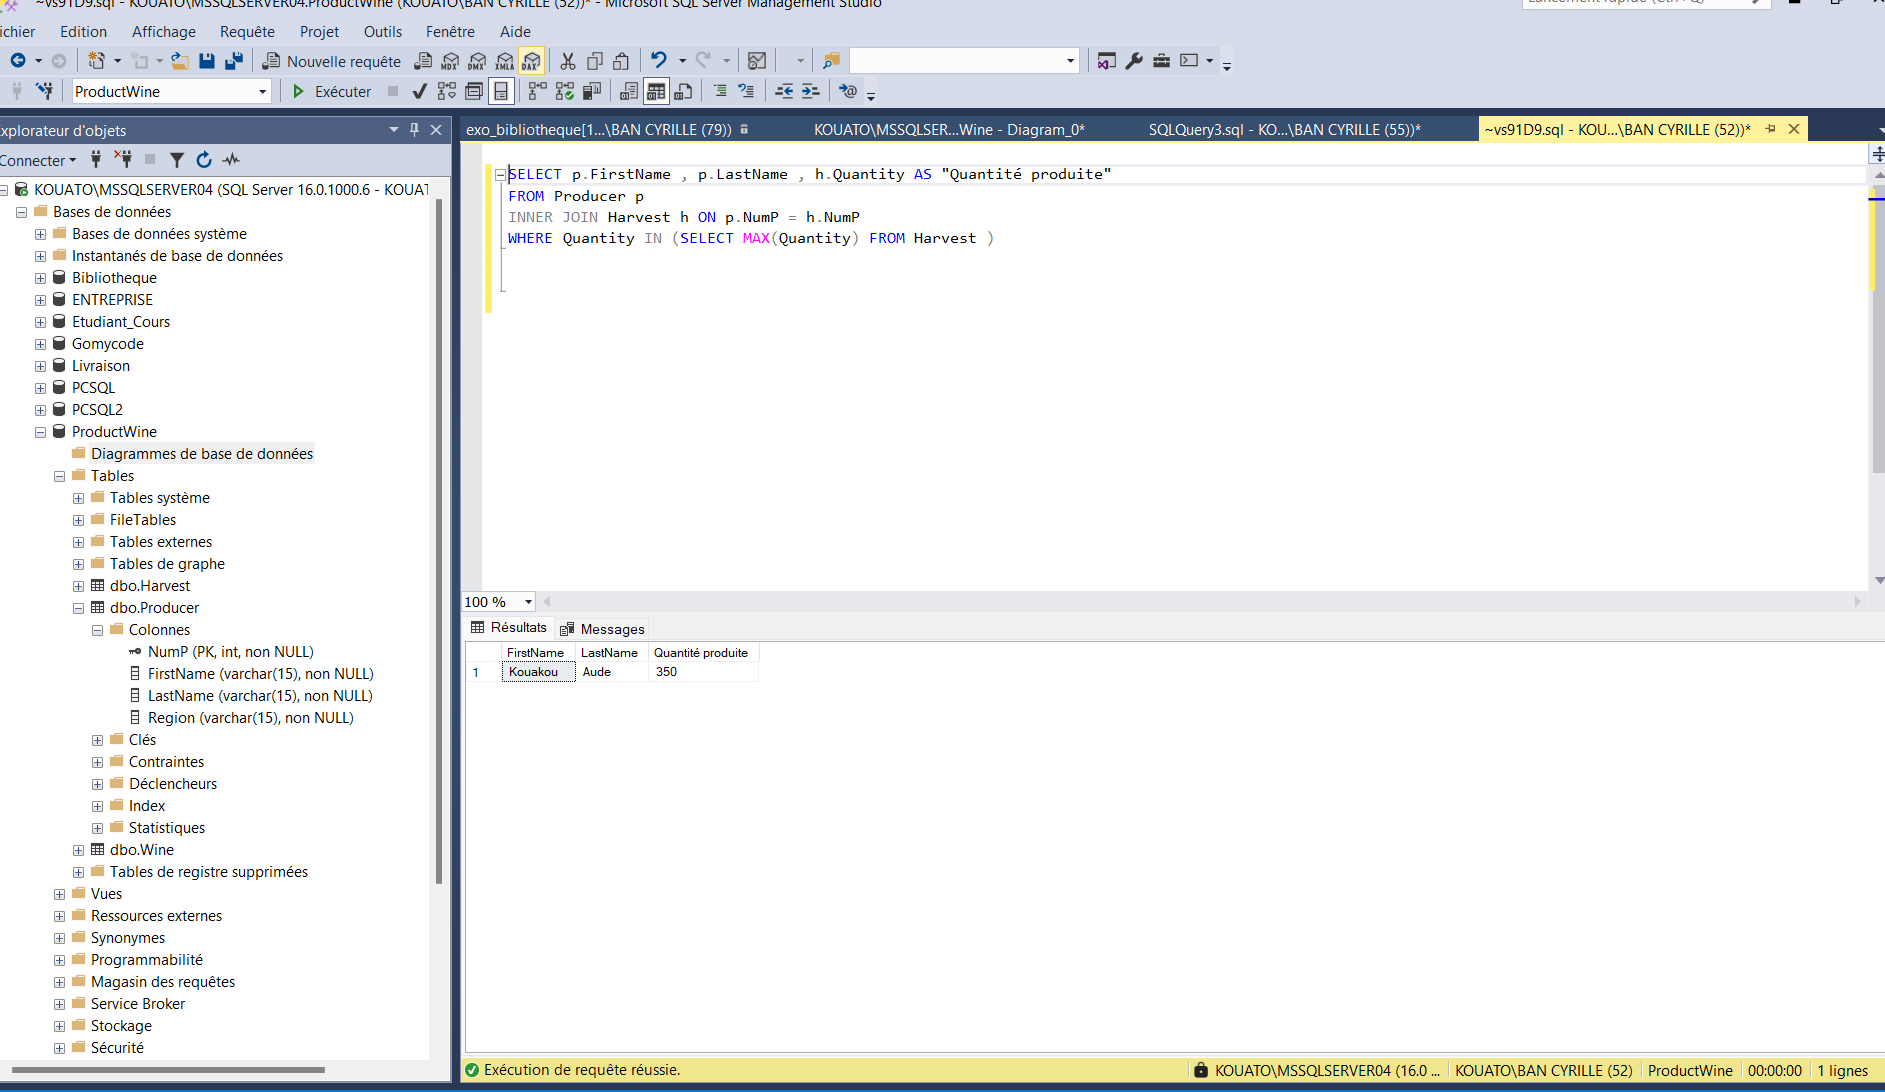 ~vs91D9.sql - KOUATO\MSSQLSERVER04.ProductWine (KOUATO\BAN CYRILLE (52))* - Microsoft SQL Server Management Studio
Lancement rapide (Ctrl+Q)
ichier Edition Affichage Requête Projet Outils Fenêtre Aide
Nouvelle requête MDX DMX XMLA DAX
ProductWine Exécuter
xplorateur d'objets
exo_bibliotheque[1...\BAN CYRILLE (79)) KOUATO\MSSQLSER...Wine - Diagram_0* SQLQuery3.sql - KO...\BAN CYRILLE (55))* ~vs91D9.sql - KOU...\BAN CYRILLE (52))*
Connecter
KOUATO\MSSQLSERVER04 (SQL Server 16.0.1000.6 - KOUAT
Bases de données
Bases de données système
Instantanés de base de données
Bibliotheque
ENTREPRISE
Etudiant_Cours
Gomycode
Livraison
PCSQL
PCSQL2
ProductWine
Diagrammes de base de données
Tables
Tables système
FileTables
Tables externes
Tables de graphe
dbo.Harvest
dbo.Producer
Colonnes
NumP (PK, int, non NULL)
FirstName (varchar(15), non NULL)
LastName (varchar(15), non NULL)
Region (varchar(15), non NULL)
Clés
Contraintes
Déclencheurs
Index
Statistiques
dbo.Wine
Tables de registre supprimées
Vues
Ressources externes
Synonymes
Programmabilité
Magasin des requêtes
Service Broker
Stockage
Sécurité
SELECT p.FirstName , p.LastName , h.Quantity AS "Quantité produite"
FROM Producer p
INNER JOIN Harvest h ON p.NumP = h.NumP
WHERE Quantity IN (SELECT MAX(Quantity) FROM Harvest )
100 %
Résultats Messages
FirstName LastName Quantité produite
1 Kouakou Aude 350
Exécution de requête réussie. KOUATO\MSSQLSERVER04 (16.0 ... KOUATO\BAN CYRILLE (52) ProductWine 00:00:00 1 lignes